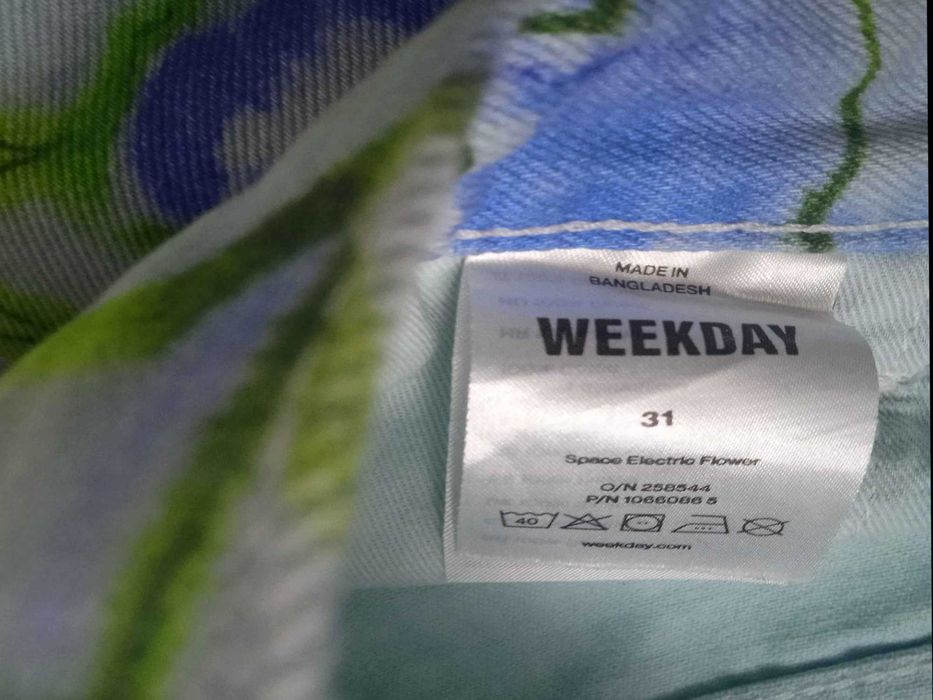 MADE IN
BANGLADESH
WEEKDAY
31
Space Electric Flower
O/N 258544
P/N 1066086 5
40
weekday.com